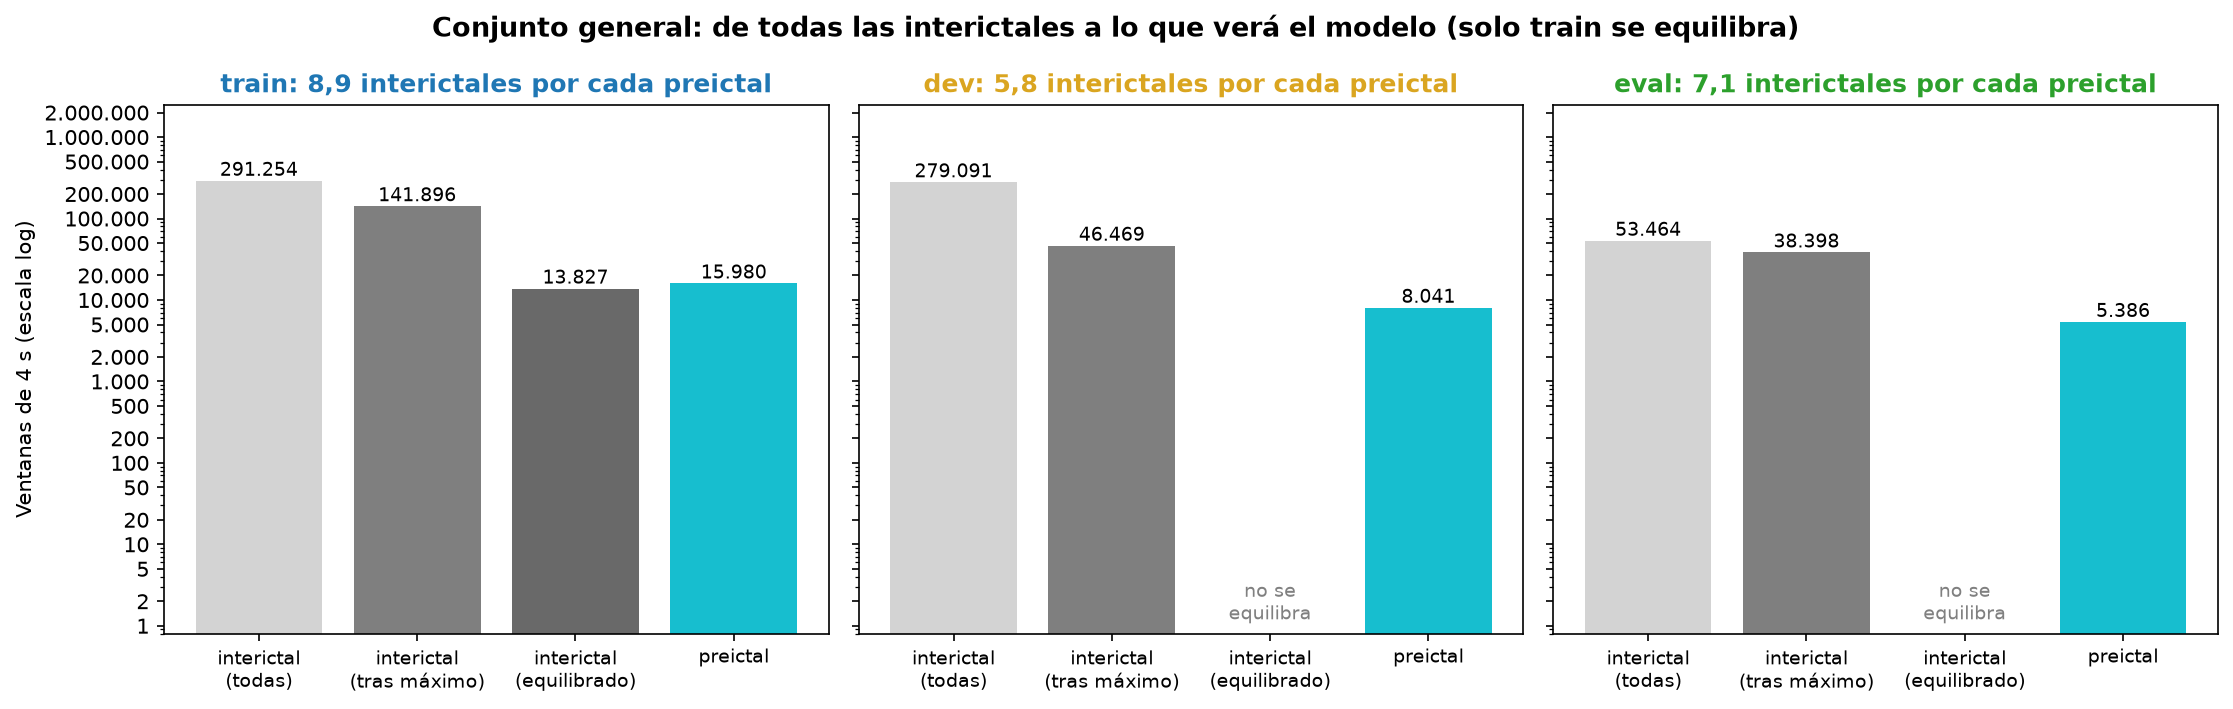 Conjunto general: de todas las interictales a lo que verá el modelo (solo train se equilibra)
train: 8,9 interictales por cada preictal
Ventanas de 4 s (escala log)
2.000.000
1.000.000
500.000
200.000
100.000
50.000
20.000
10.000
5.000
2.000
1.000
500
200
100
50
20
10
5
2
1
291.254
141.896
13.827
15.980
interictal
(todas)
interictal
(tras máximo)
interictal
(equilibrado)
preictal
dev: 5,8 interictales por cada preictal
279.091
46.469
no se
equilibra
8.041
interictal
(todas)
interictal
(tras máximo)
interictal
(equilibrado)
preictal
eval: 7,1 interictales por cada preictal
53.464
38.398
no se
equilibra
5.386
interictal
(todas)
interictal
(tras máximo)
interictal
(equilibrado)
preictal